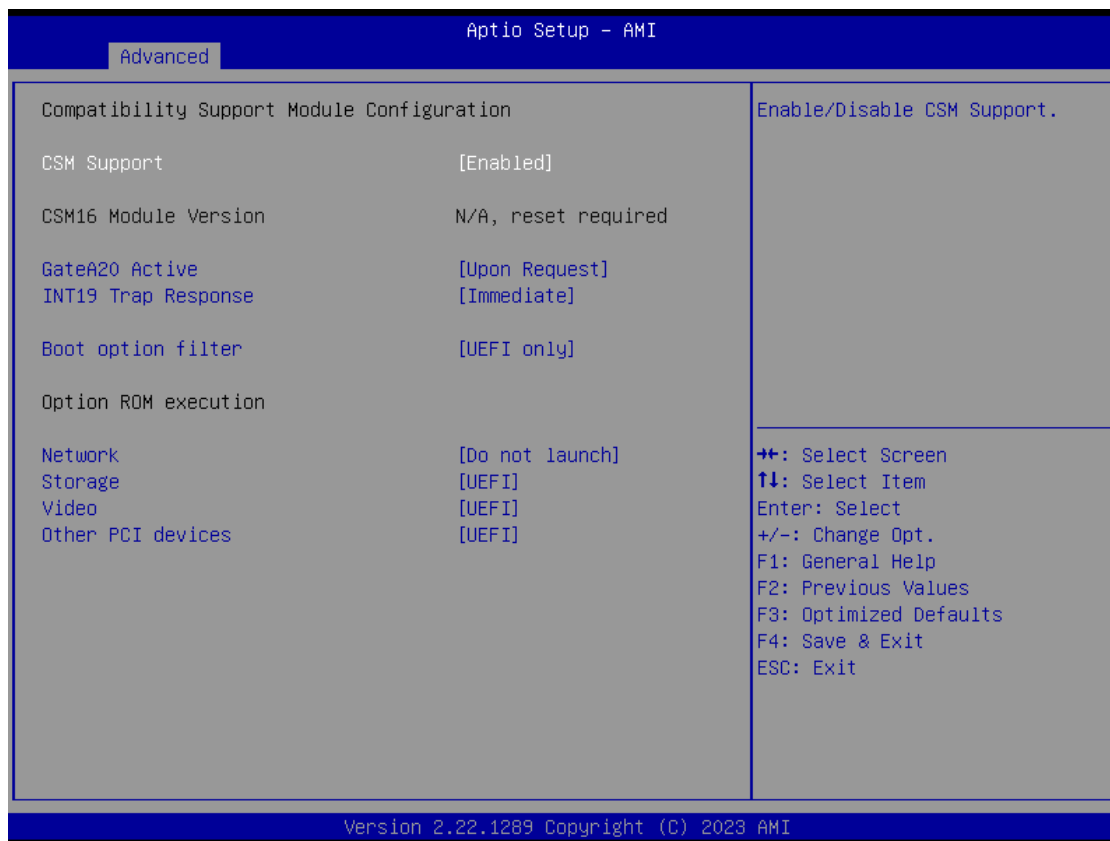 Aptio Setup – AMI
Advanced
Compatibility Support Module Configuration
CSM Support [Enabled]
CSM16 Module Version N/A, reset required
GateA20 Active [Upon Request]
INT19 Trap Response [Immediate]
Boot option filter [UEFI only]
Option ROM execution
Network [Do not launch]
Storage [UEFI]
Video [UEFI]
Other PCI devices [UEFI]
Enable/Disable CSM Support.
→←: Select Screen
↑↓: Select Item
Enter: Select
+/-: Change Opt.
F1: General Help
F2: Previous Values
F3: Optimized Defaults
F4: Save & Exit
ESC: Exit
Version 2.22.1289 Copyright (C) 2023 AMI